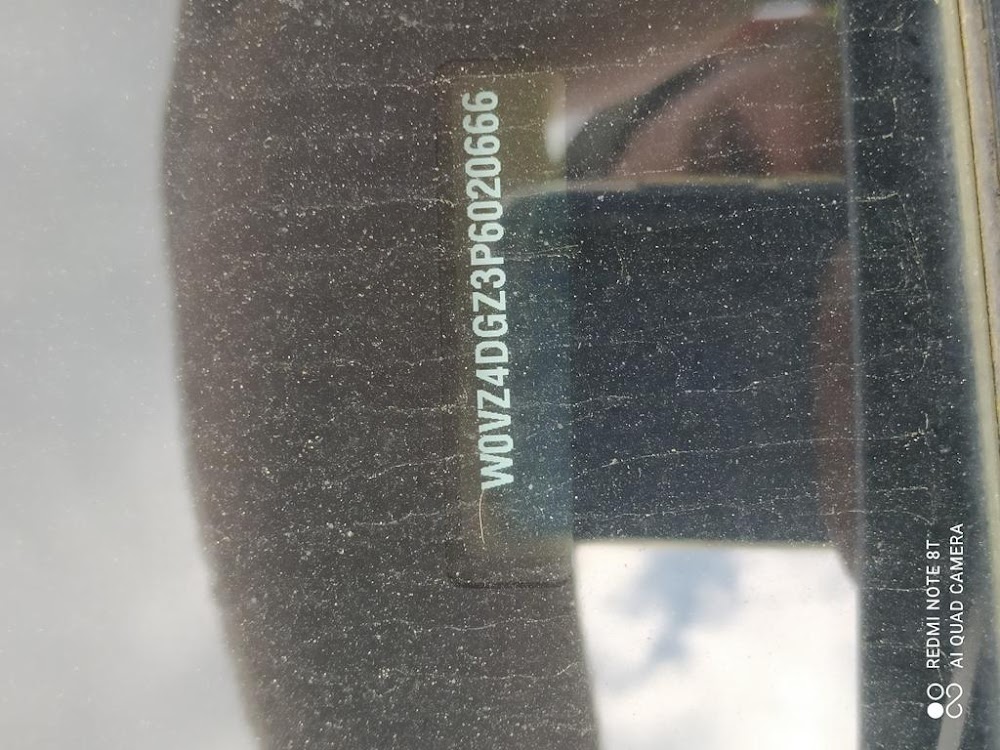 W0VZ4DGZ3P6020666
REDMI NOTE 8T
AI QUAD CAMERA